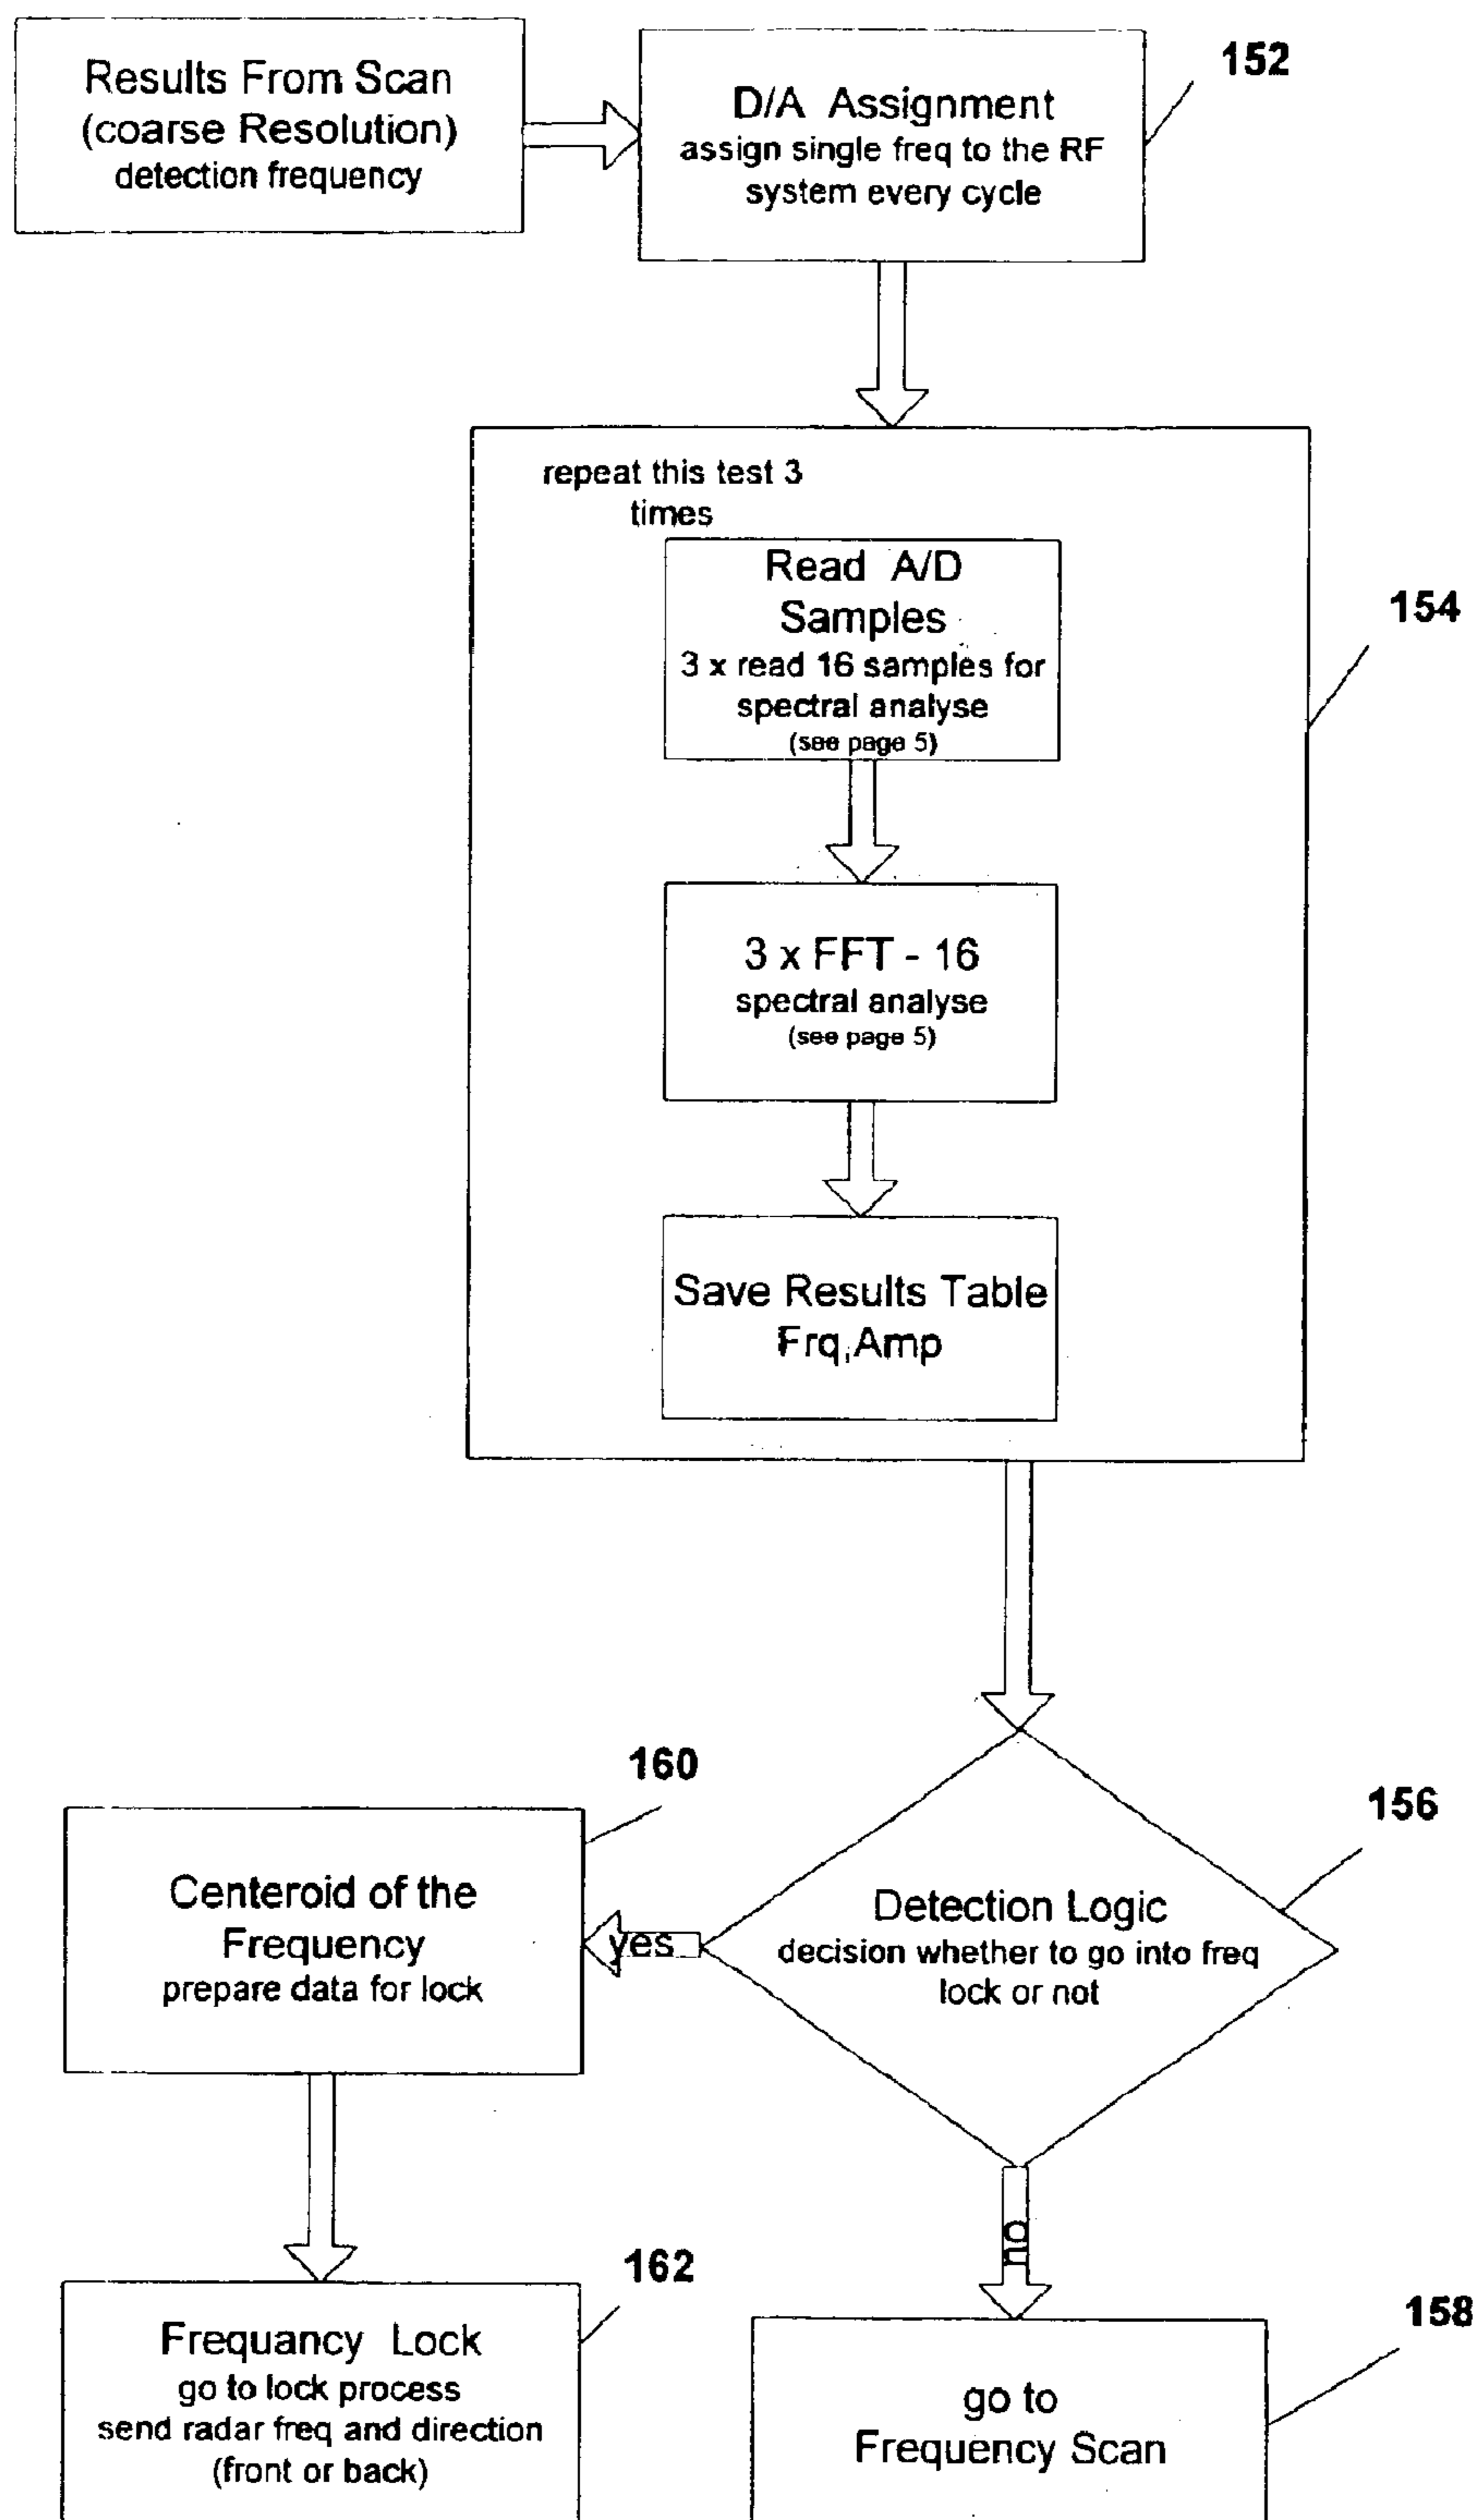 Results From Scan
(coarse Resolution)
detection frequency
152
D/A Assignment
assign single freq to the RF
system every cycle
repeat this test 3
times
154
Read A/D
Samples
3 x read 16 samples for
spectral analyse
(see page 5)
3 x FFT - 16
spectral analyse
(see page 5)
Save Results Table
Frq,Amp
160
156
Centeroid of the
Frequency
prepare data for lock
yes
Detection Logic
decision whether to go into freq
lock or not
no
162
158
Frequancy Lock
go to lock process
send radar freq and direction
(front or back)
go to
Frequency Scan